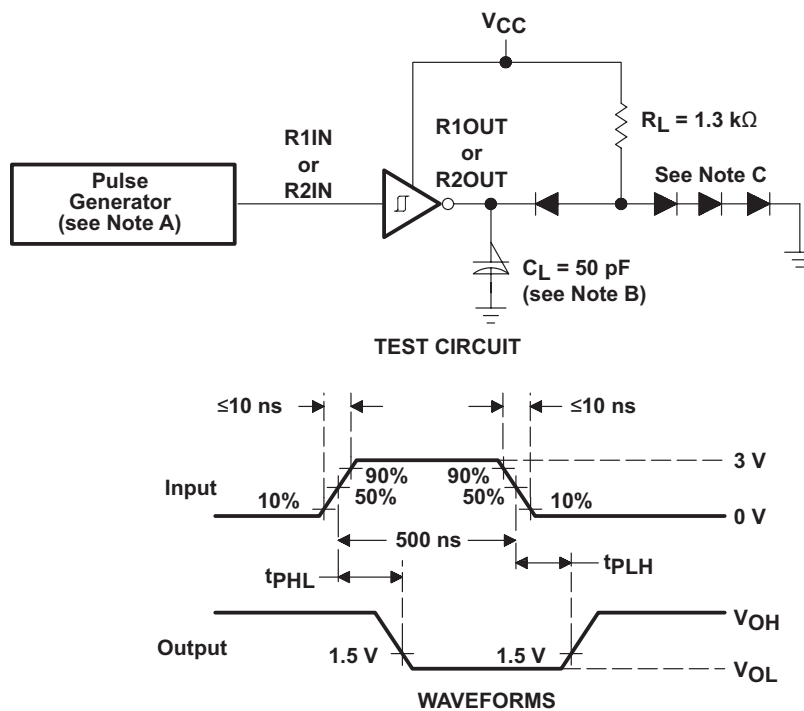 VCC
RL = 1.3 kΩ
R1IN
or
R2IN
R1OUT
or
R2OUT
See Note C
Pulse
Generator
(see Note A)
CL = 50 pF
(see Note B)
TEST CIRCUIT
≤10 ns
≤10 ns
3 V
90%
90%
Input
50%
50%
10%
10%
0 V
500 ns
tPHL
tPLH
VOH
Output
1.5 V
1.5 V
VOL
WAVEFORMS